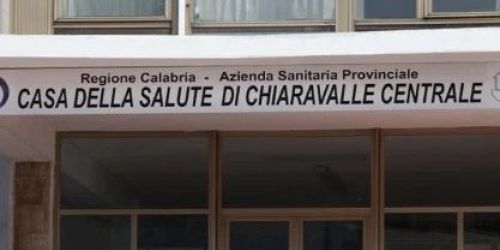 Regione Calabria - Azienda Sanitaria Provinciale
CASA DELLA SALUTE DI CHIARAVALLE CENTRALE